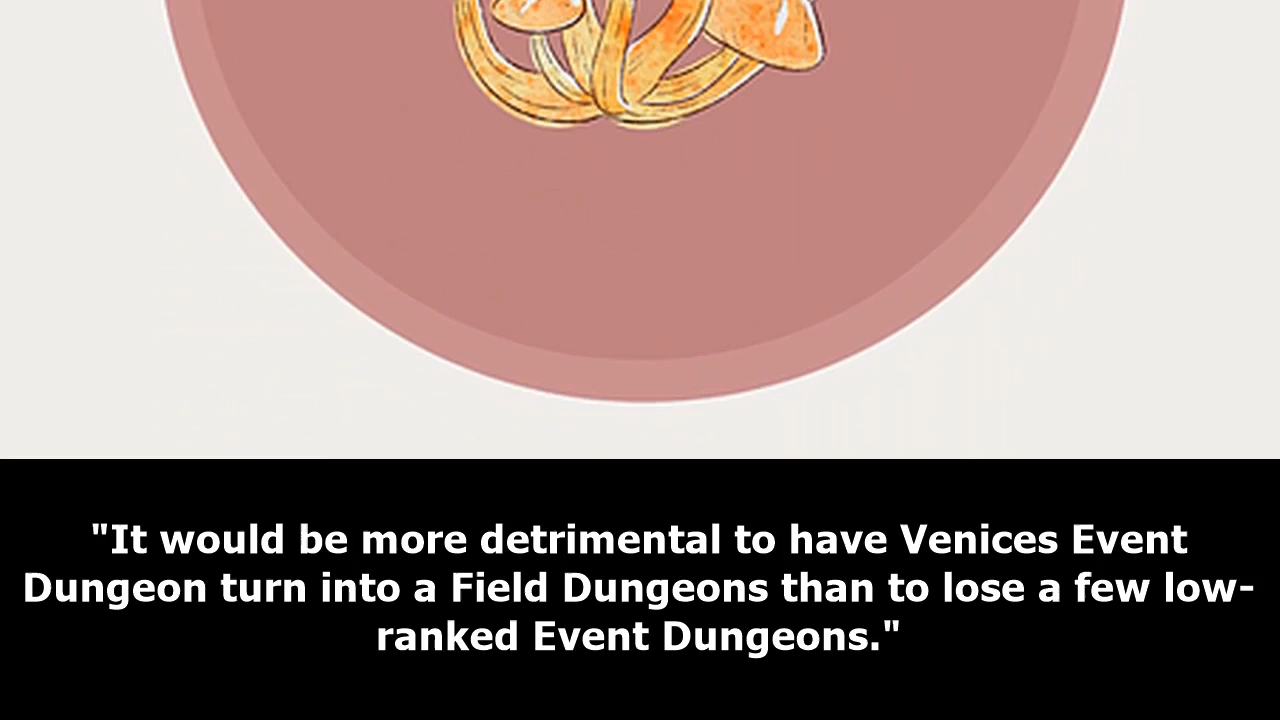 "It would be more detrimental to have Venices Event
Dungeon turn into a Field Dungeons than to lose a few low-
ranked Event Dungeons."